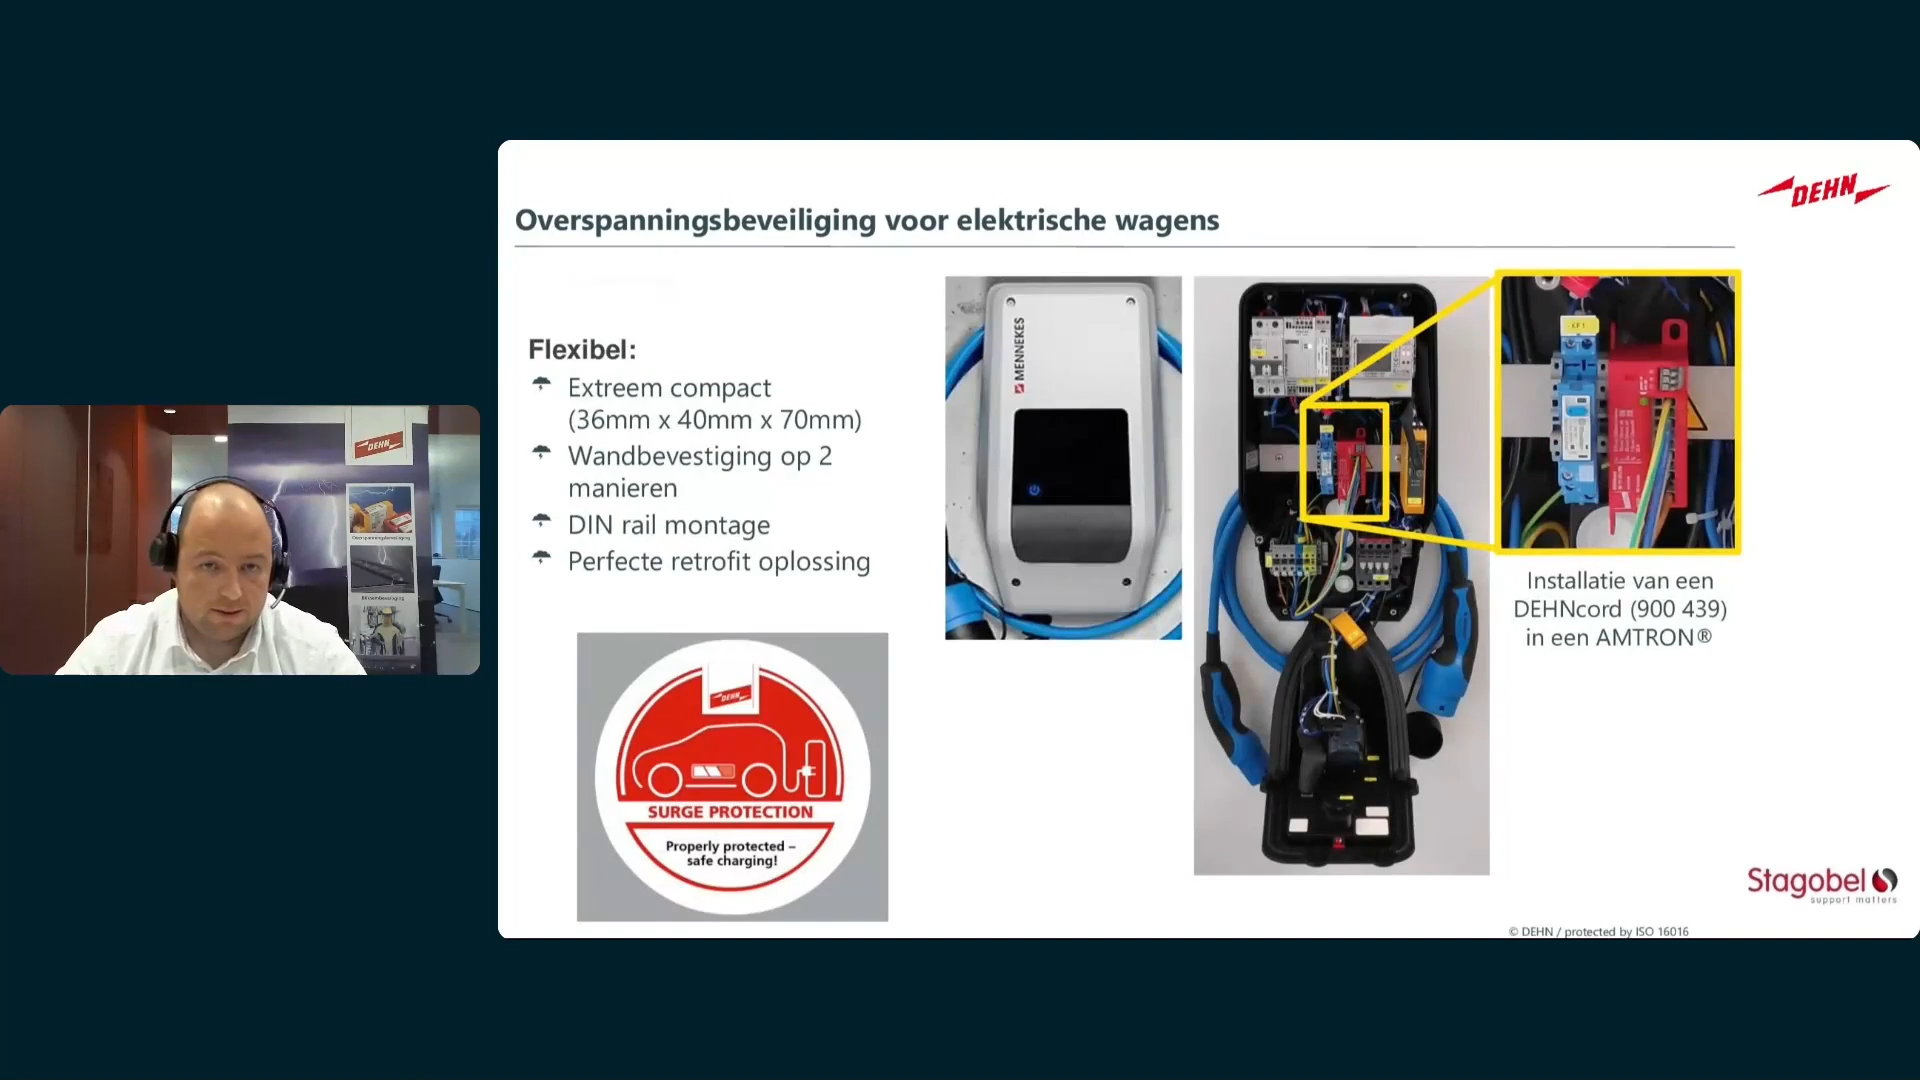 DEHN
Overspanningsbeveiliging voor elektrische wagens
Flexibel:
Extreem compact
(36mm x 40mm x 70mm)
Wandbevestiging op 2
manieren
DIN rail montage
Perfecte retrofit oplossing
MENNEKES
Installatie van een
DEHNcord (900 439)
in een AMTRON®
DEHN
SURGE PROTECTION
Properly protected –
safe charging!
DEHN
Overspanningsbeveiliging
Stagobel
support matters
© DEHN / protected by ISO 16016